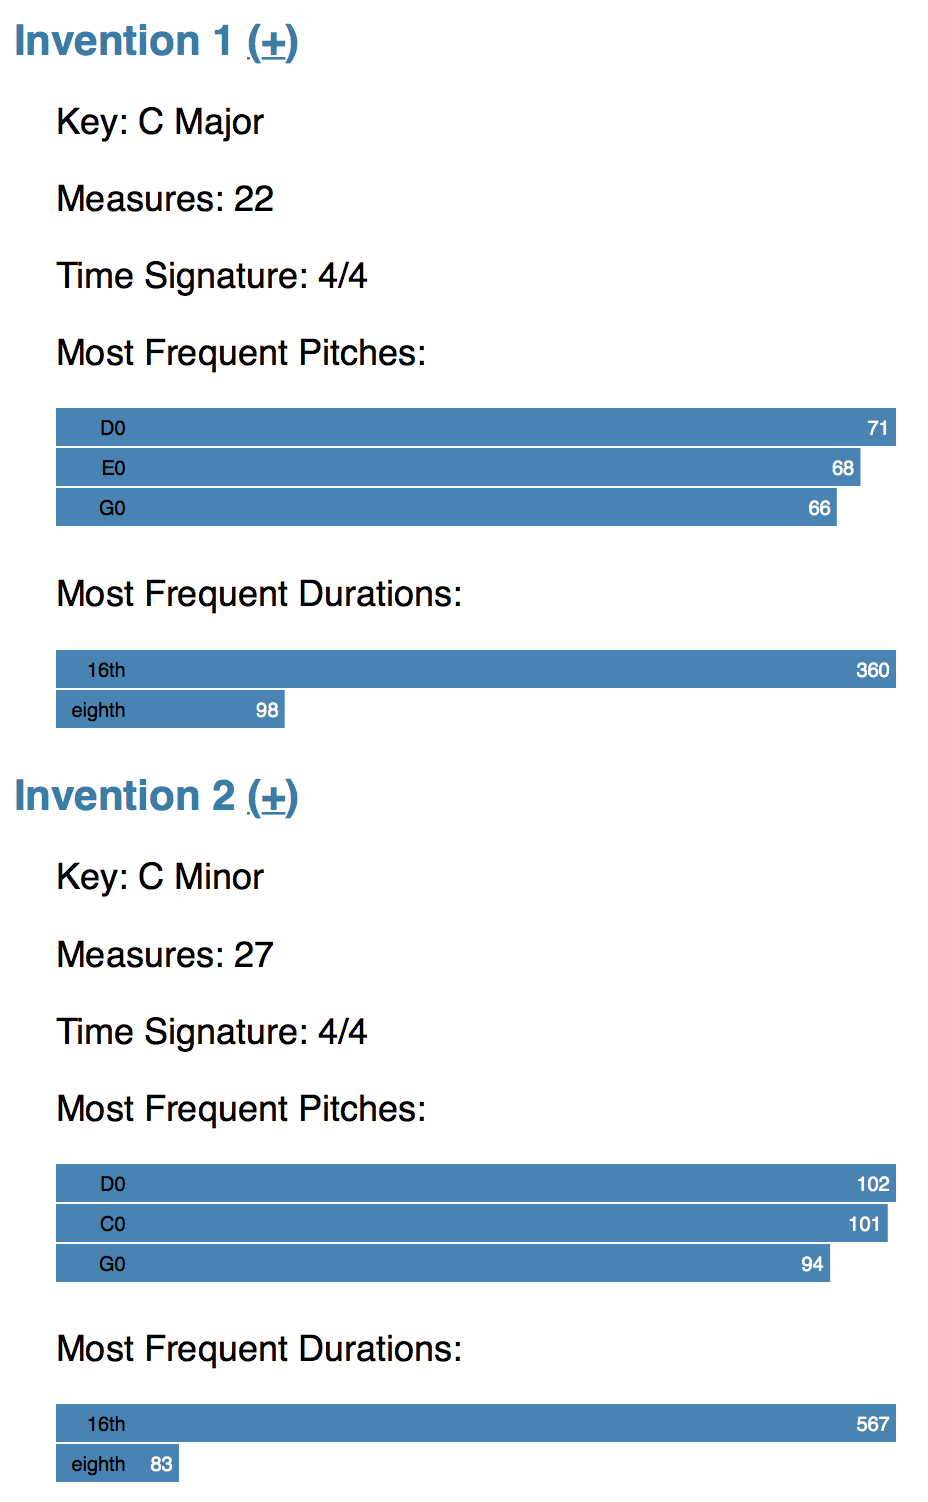 Invention 1 (+)
Key: C Major
Measures: 22
Time Signature: 4/4
Most Frequent Pitches:
D0 71
E0 68
G0 66
Most Frequent Durations:
16th 360
eighth 98
Invention 2 (+)
Key: C Minor
Measures: 27
Time Signature: 4/4
Most Frequent Pitches:
D0 102
C0 101
G0 94
Most Frequent Durations:
16th 567
eighth 83